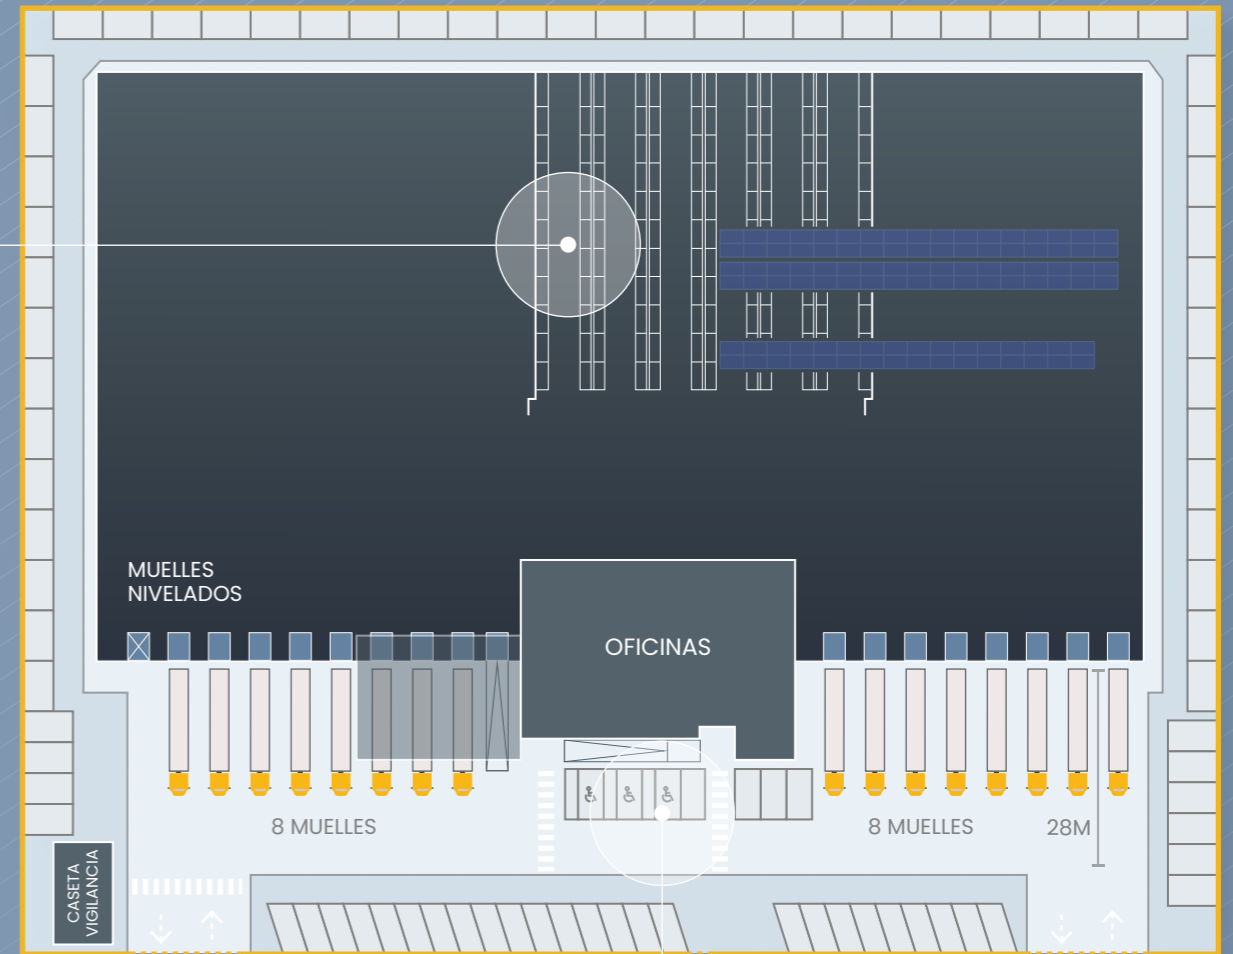 MUELLES
NIVELADOS
OFICINAS
8 MUELLES
8 MUELLES
28M
CASETA
VIGILANCIA